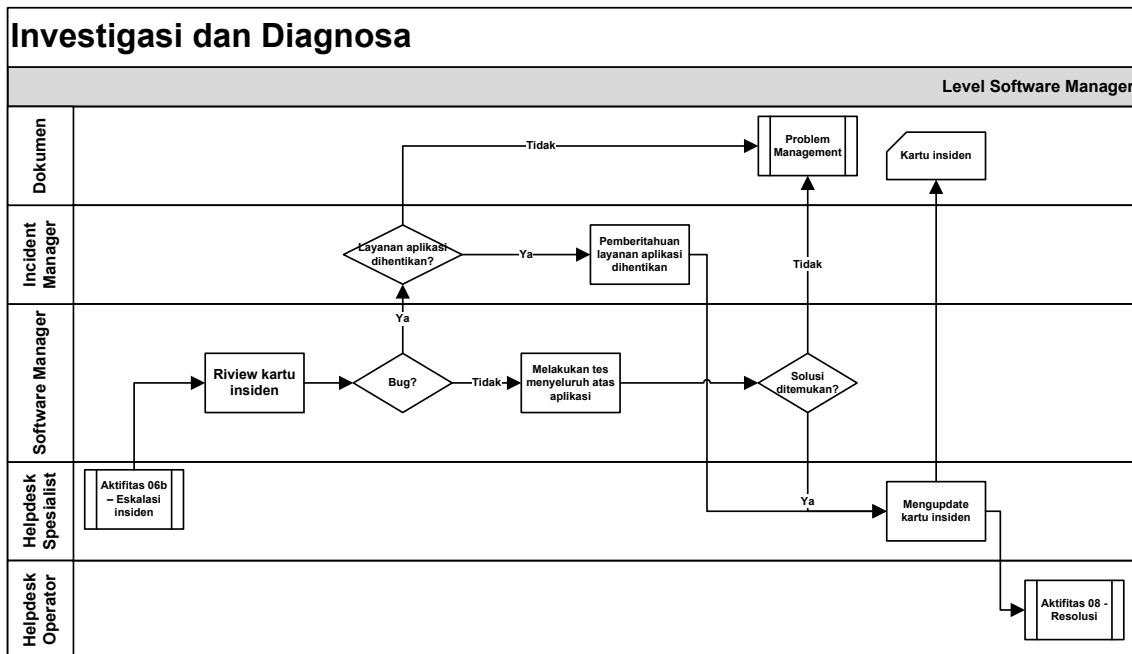 Investigasi dan Diagnosa
Level Software Manager
Dokumen
Tidak
Problem
Management
Kartu insiden
Incident
Manager
Layanan aplikasi
dihentikan?
Ya
Pemberitahuan
layanan aplikasi
dihentikan
Tidak
Software Manager
Ya
Riview kartu
insiden
Bug?
Tidak
Melakukan tes
menyeluruh atas
aplikasi
Solusi
ditemukan?
Helpdesk
Spesialist
Aktifitas 06b
– Eskalasi
insiden
Ya
Mengupdate
kartu insiden
Helpdesk
Operator
Aktifitas 08 -
Resolusi